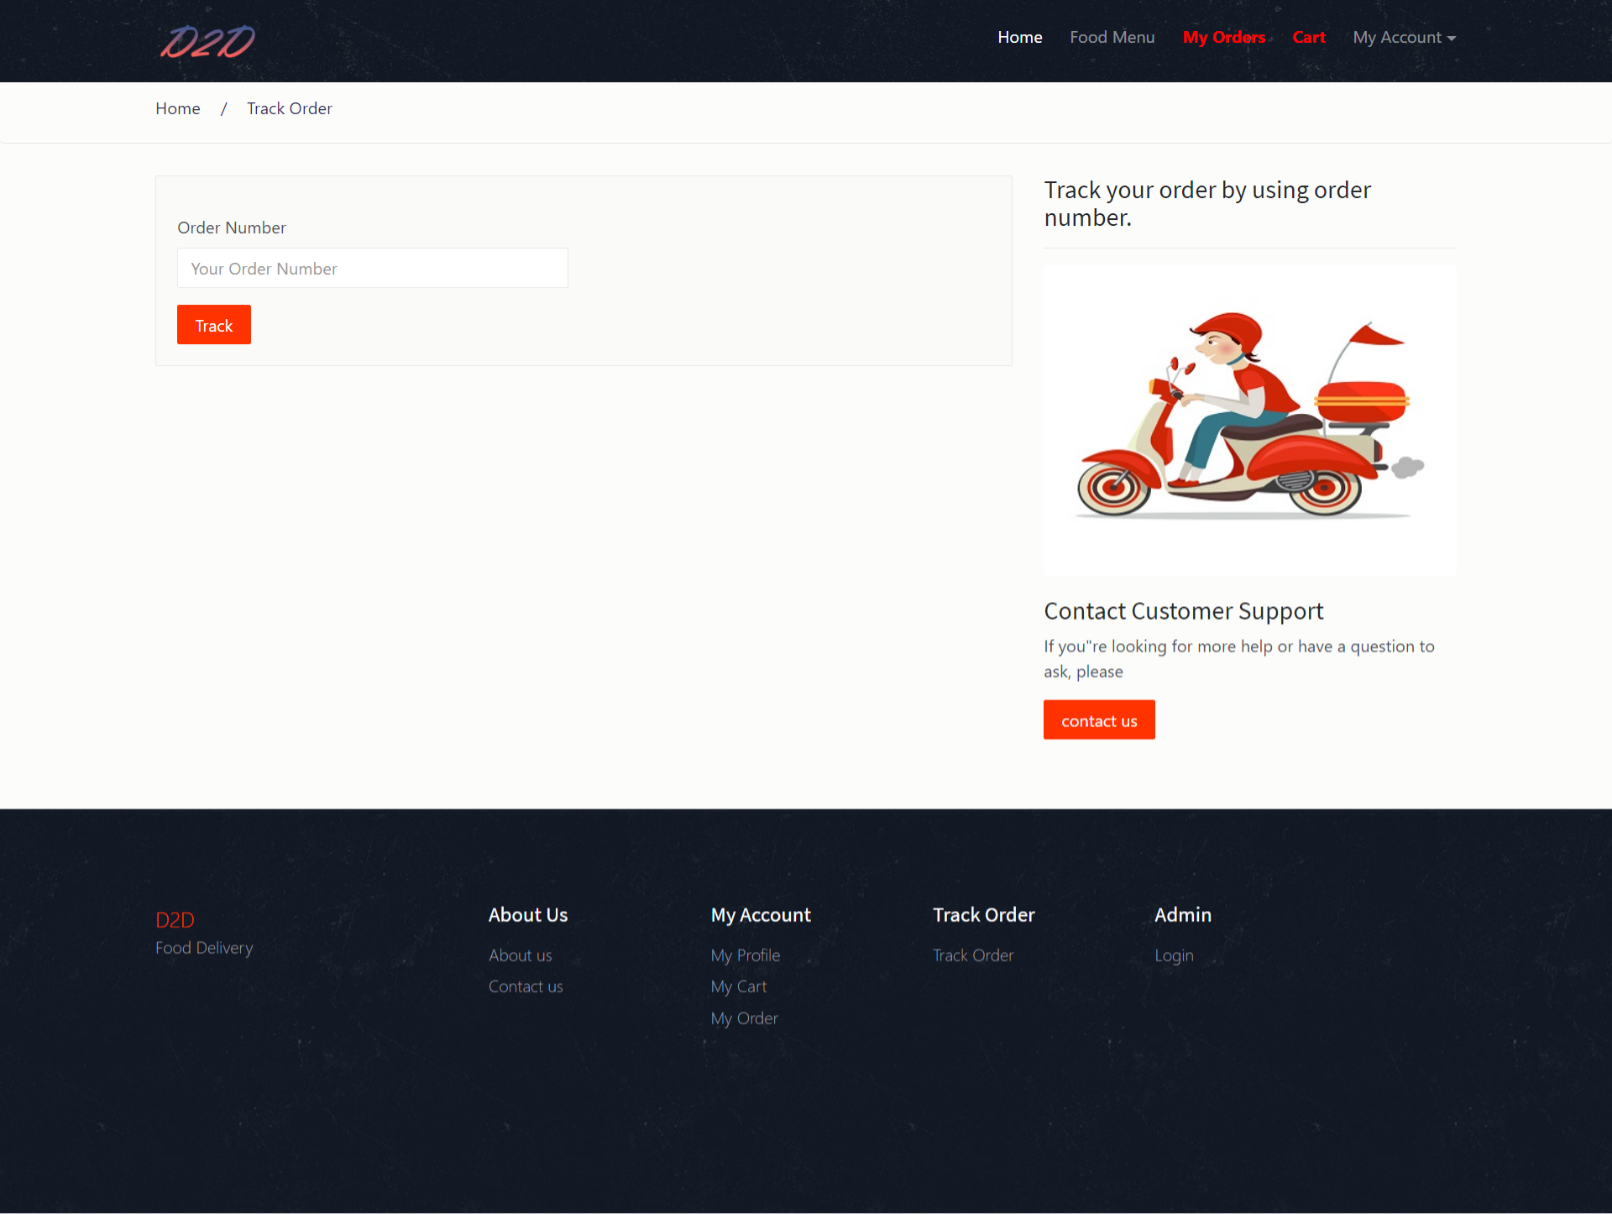 D2D
Home Food Menu My Orders Cart My Account
Home / Track Order
Order Number
Your Order Number
Track
Track your order by using order
number.
Contact Customer Support
If you"re looking for more help or have a question to
ask, please
contact us
D2D
Food Delivery
About Us
About us
Contact us
My Account
My Profile
My Cart
My Order
Track Order
Track Order
Admin
Login